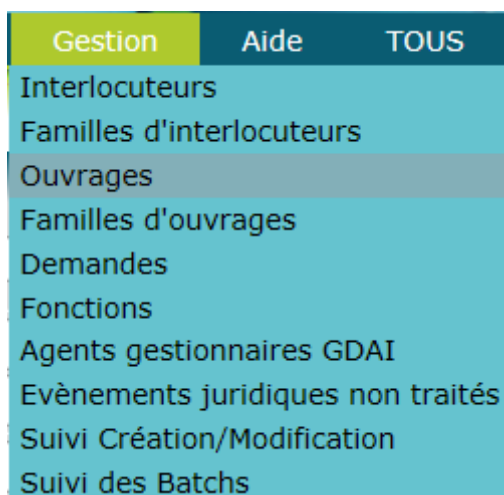 Gestion Aide TOUS
Interlocuteurs
Familles d'interlocuteurs
Ouvrages
Familles d'ouvrages
Demandes
Fonctions
Agents gestionnaires GDAI
Evènements juridiques non traités
Suivi Création/Modification
Suivi des Batchs